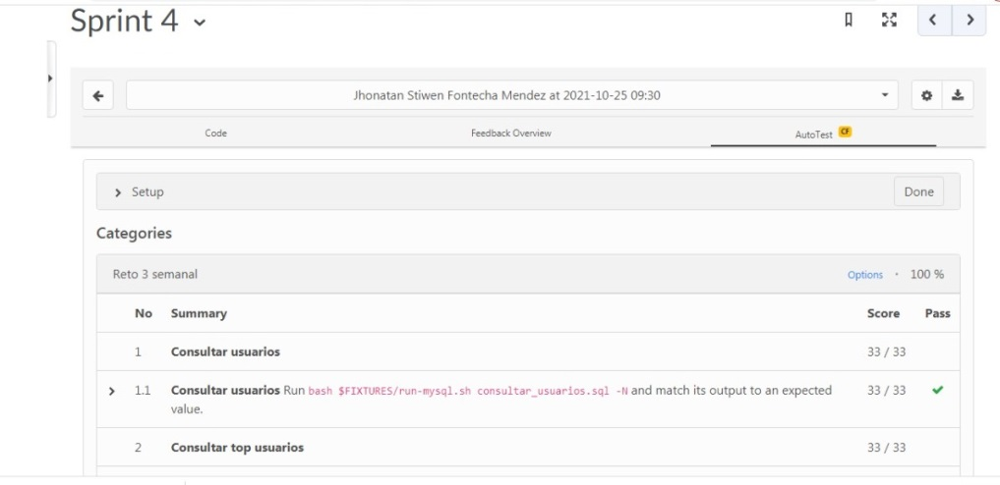 Sprint 4
Jhonatan Stiwen Fontecha Mendez at 2021-10-25 09:30
Code Feedback Overview AutoTest CF
Setup Done
Categories
Reto 3 semanal Options · 100 %
No Summary Score Pass
1 Consultar usuarios 33 / 33
1.1 Consultar usuarios Run bash $FIXTURES/run-mysql.sh consultar_usuarios.sql -N and match its output to an expected 33 / 33
value.
2 Consultar top usuarios 33 / 33